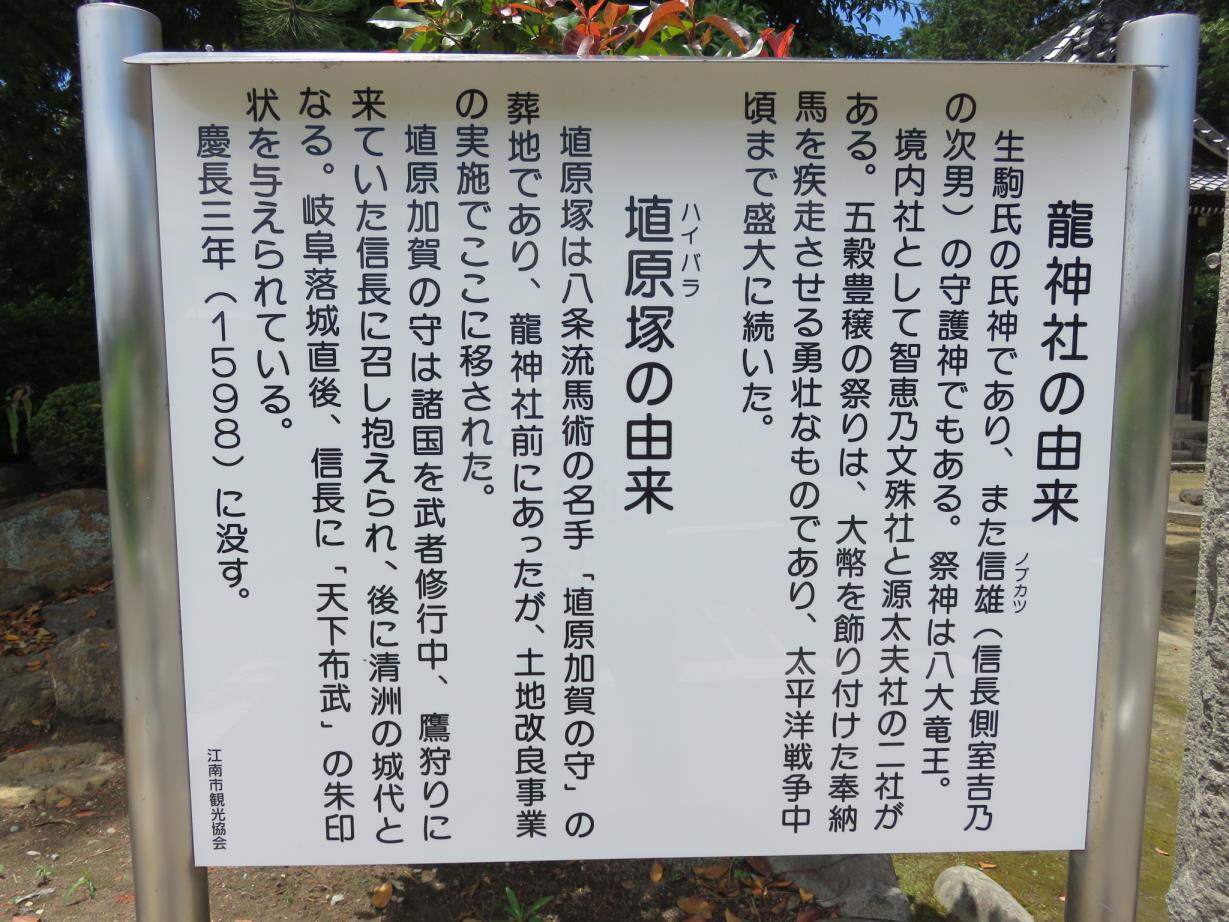 龍神社の由来
生駒氏の氏神であり、また信雄（信長側室吉乃
ノブカツ
の次男）の守護神でもある。祭神は八大竜王。
境内社として智恵乃文殊社と源太夫社の二社が
ある。五穀豊穣の祭りは、大幣を飾り付けた奉納
馬を疾走させる勇壮なものであり、太平洋戦争中
頃まで盛大に続いた。
埴原塚の由来
ハイバラ
埴原塚は八条流馬術の名手「埴原加賀の守」の
葬地であり、龍神社前にあったが、土地改良事業
の実施でここに移された。
埴原加賀の守は諸国を武者修行中、鷹狩りに
来ていた信長に召し抱えられ、後に清洲の城代と
なる。岐阜落城直後、信長に「天下布武」の朱印
状を与えられている。
慶長三年（1598）に没す。
江南市観光協会